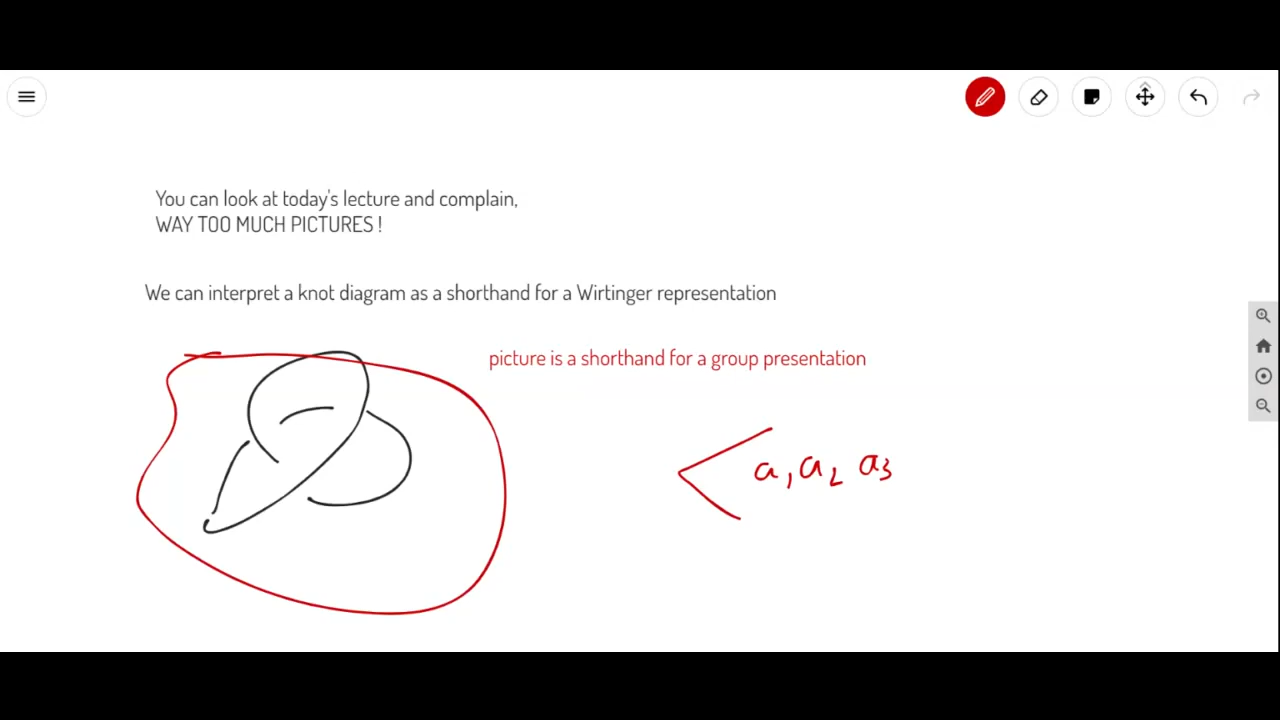 You can look at today's lecture and complain,
WAY TOO MUCH PICTURES !
We can interpret a knot diagram as a shorthand for a Wirtinger representation
picture is a shorthand for a group presentation
< a₁ a₂ a₃